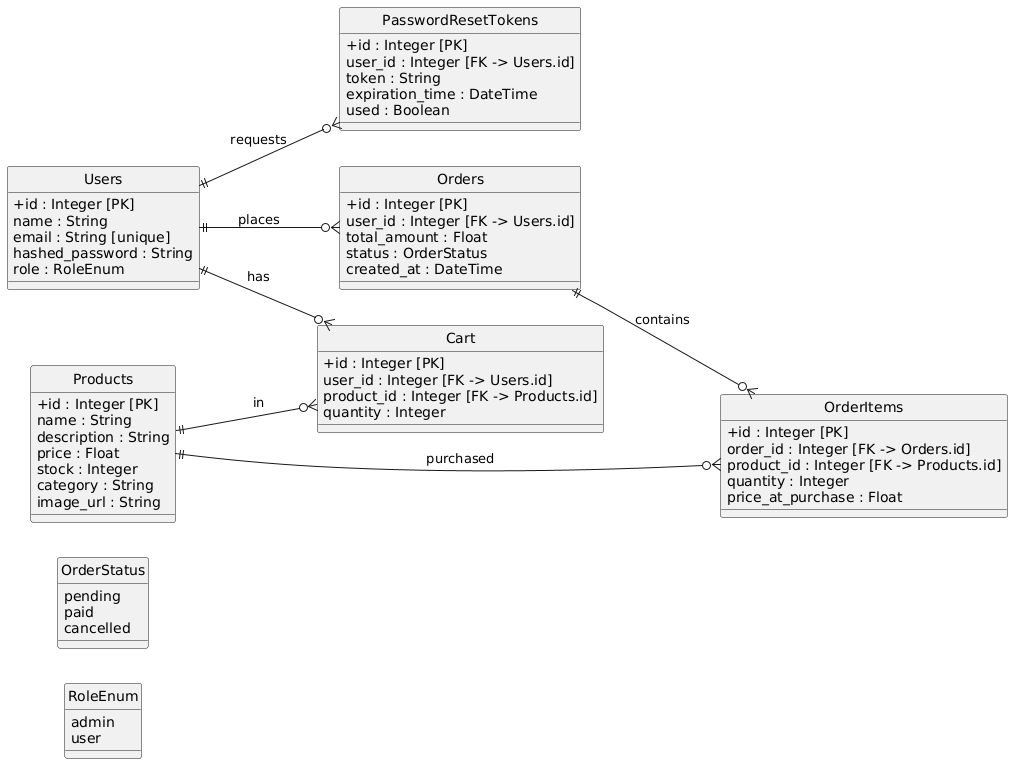 PasswordResetTokens
+id : Integer [PK]
user_id : Integer [FK -> Users.id]
token : String
expiration_time : DateTime
used : Boolean
requests
Users
+id : Integer [PK]
name : String
email : String [unique]
hashed_password : String
role : RoleEnum
places
Orders
+id : Integer [PK]
user_id : Integer [FK -> Users.id]
total_amount : Float
status : OrderStatus
created_at : DateTime
has
contains
Cart
+id : Integer [PK]
user_id : Integer [FK -> Users.id]
product_id : Integer [FK -> Products.id]
quantity : Integer
Products
+id : Integer [PK]
name : String
description : String
price : Float
stock : Integer
category : String
image_url : String
in
purchased
OrderItems
+id : Integer [PK]
order_id : Integer [FK -> Orders.id]
product_id : Integer [FK -> Products.id]
quantity : Integer
price_at_purchase : Float
OrderStatus
pending
paid
cancelled
RoleEnum
admin
user